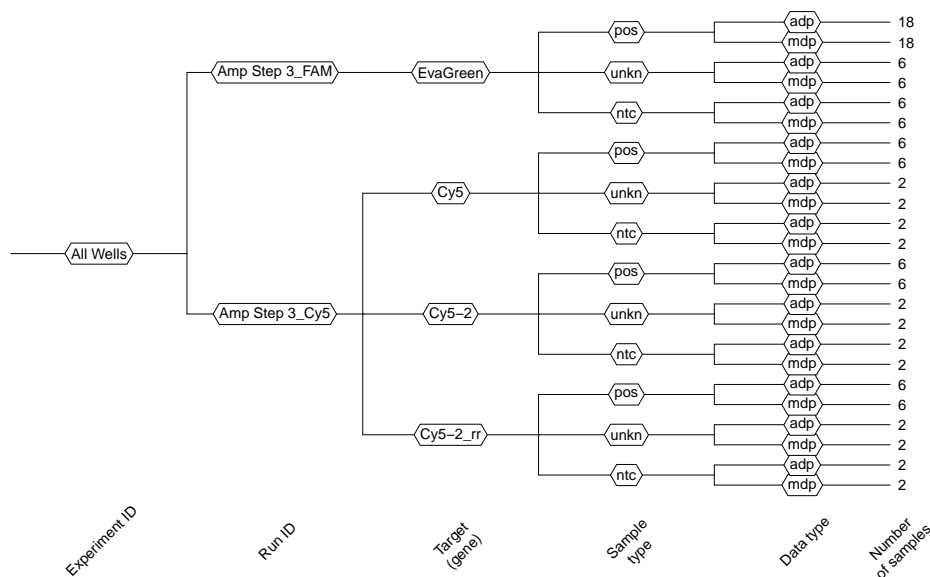 pos
adp
18
mdp
18
Amp Step 3_FAM
EvaGreen
unkn
adp
6
mdp
6
ntc
adp
6
mdp
6
pos
adp
6
mdp
6
Cy5
unkn
adp
2
mdp
2
ntc
adp
2
mdp
2
All Wells
pos
adp
6
mdp
6
Amp Step 3_Cy5
Cy5−2
unkn
adp
2
mdp
2
ntc
adp
2
mdp
2
pos
adp
6
mdp
6
Cy5−2_rr
unkn
adp
2
mdp
2
ntc
adp
2
mdp
2
Experiment ID
Run ID
Target
(gene)
Sample
type
Data type
Number
of samples